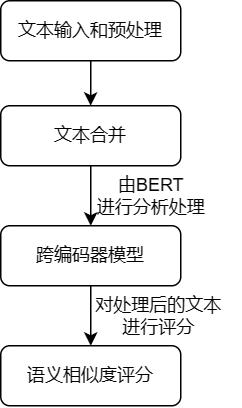 文本输入和预处理
文本合并
由BERT
进行分析处理
跨编码器模型
对处理后的文本
进行评分
语义相似度评分